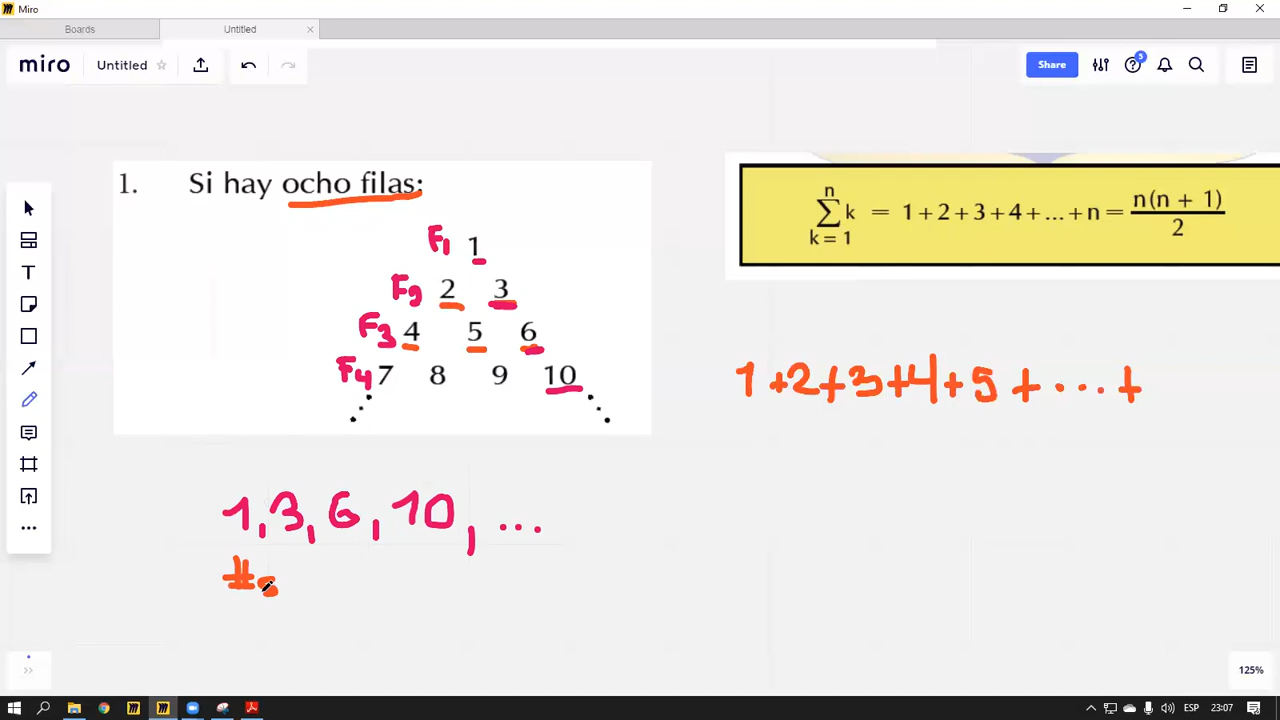 Miro
Boards
Untitled
miro
Untitled
Share
5
1. Si hay ocho filas:
F1 1
F2 2 3
F3 4 5 6
F4 7 8 9 10
n
∑ k = 1 + 2 + 3 + 4 + ... + n = n(n + 1)
k = 1
2
1 + 2 + 3 + 4 + 5 + ... +
1, 3, 6, 10, ...
#
125%
ESP
23:07